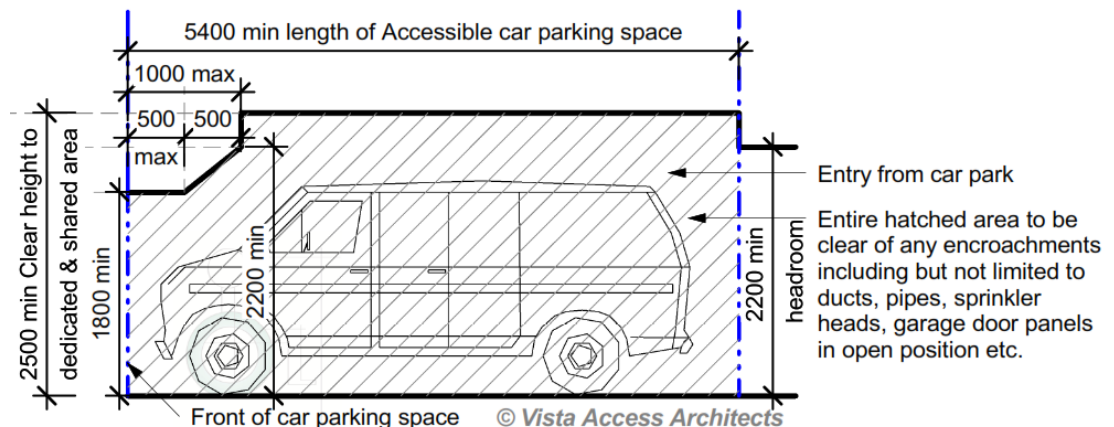 5400 min length of Accessible car parking space
1000 max
500
500
max
2500 min Clear height to
dedicated & shared area
1800 min
2200 min
2200 min
headroom
Entry from car park
Entire hatched area to be
clear of any encroachments
including but not limited to
ducts, pipes, sprinkler
heads, garage door panels
in open position etc.
Front of car parking space
© Vista Access Architects